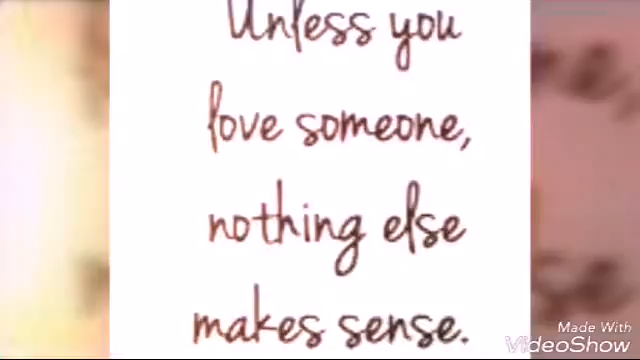 Unless you
love someone,
nothing else
makes sense.
Made With
VideoShow